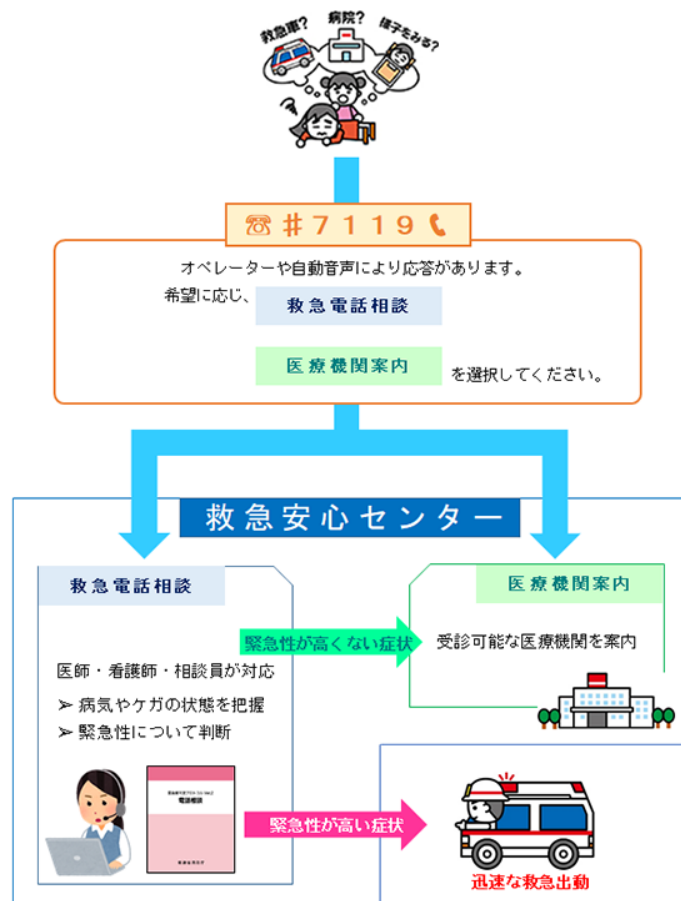 救急車?
病院?
様子をみる?
☎#7119
オペレーターや自動音声により応答があります。
希望に応じ、
救急電話相談
医療機関案内
を選択してください。
救急安心センター
救急電話相談
医師・看護師・相談員が対応
➢ 病気やケガの状態を把握
➢ 緊急性について判断
電話相談
緊急性が高くない症状
医療機関案内
受診可能な医療機関を案内
緊急性が高い症状
迅速な救急出動